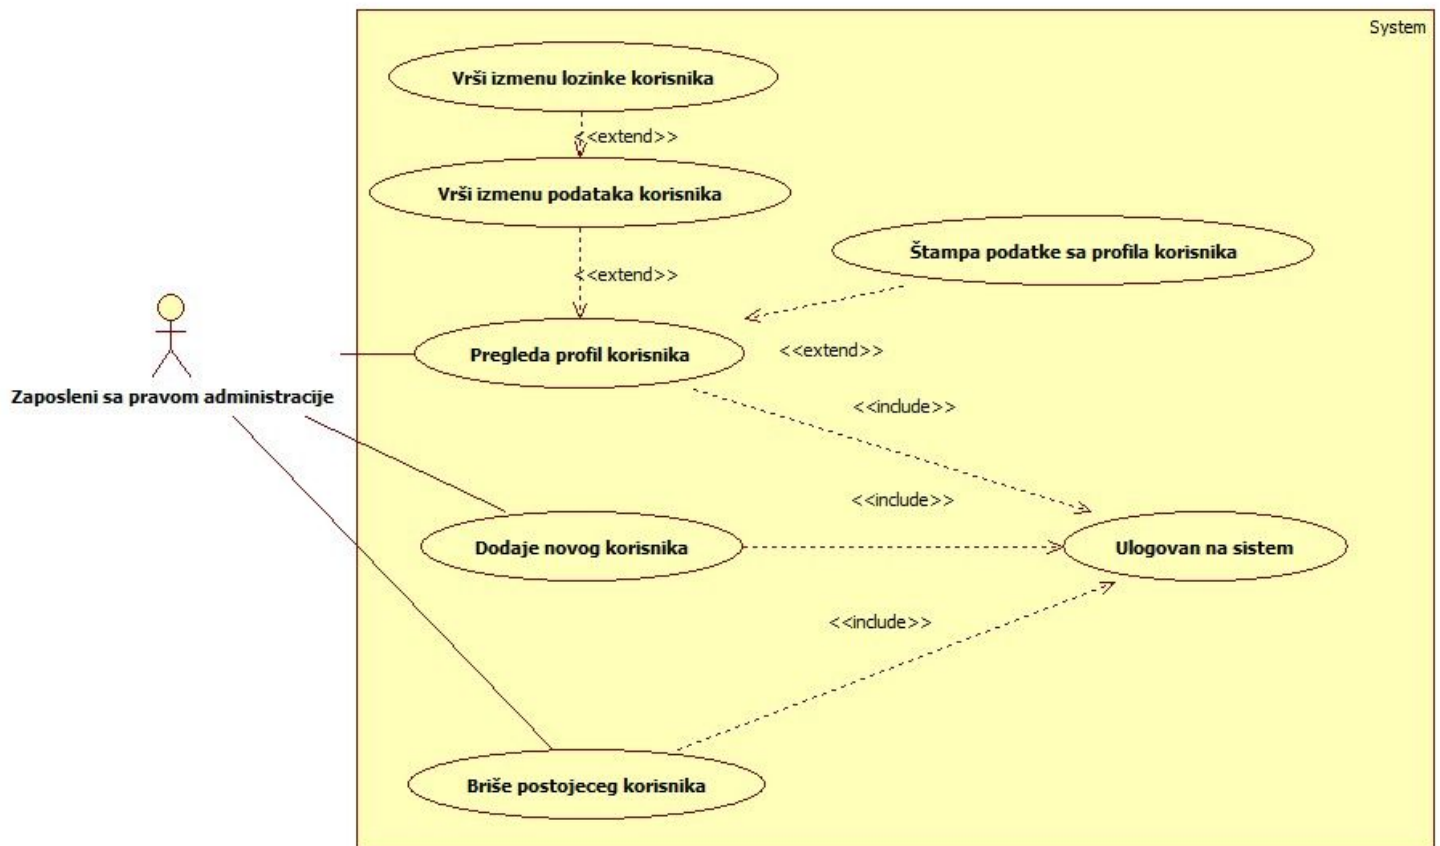 System
Vrši izmenu lozinke korisnika
<<extend>>
Vrši izmenu podataka korisnika
Štampa podatke sa profila korisnika
<<extend>>
Pregleda profil korisnika
<<extend>>
Zaposleni sa pravom administracije
<<include>>
<<include>>
Dodaje novog korisnika
Ulogovan na sistem
<<include>>
Briše postojeceg korisnika